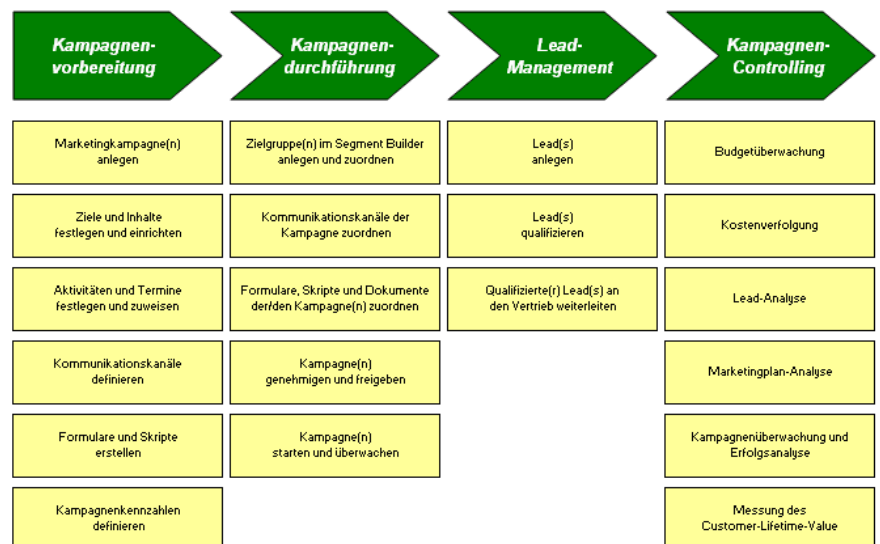 Kampagnen-
vorbereitung
Kampagnen-
durchführung
Lead-
Management
Kampagnen-
Controlling
Marketingkampagne(n)
anlegen
Ziele und Inhalte
festlegen und einrichten
Aktivitäten und Termine
festlegen und zuweisen
Kommunikationskanäle
definieren
Formulare und Skripte
erstellen
Kampagnenkennzahlen
definieren
Zielgruppe(n) im Segment Builder
anlegen und zuordnen
Kommunikationskanäle der
Kampagne zuordnen
Formulare, Skripte und Dokumente
der/den Kampagne(n) zuordnen
Kampagne(n)
genehmigen und freigeben
Kampagne(n)
starten und überwachen
Lead(s)
anlegen
Lead(s)
qualifizieren
Qualifizierte(r) Lead(s) an
den Vertrieb weiterleiten
Budgetüberwachung
Kostenverfolgung
Lead-Analyse
Marketingplan-Analyse
Kampagnenüberwachung und
Erfolgsanalyse
Messung des
Customer-Lifetime-Value